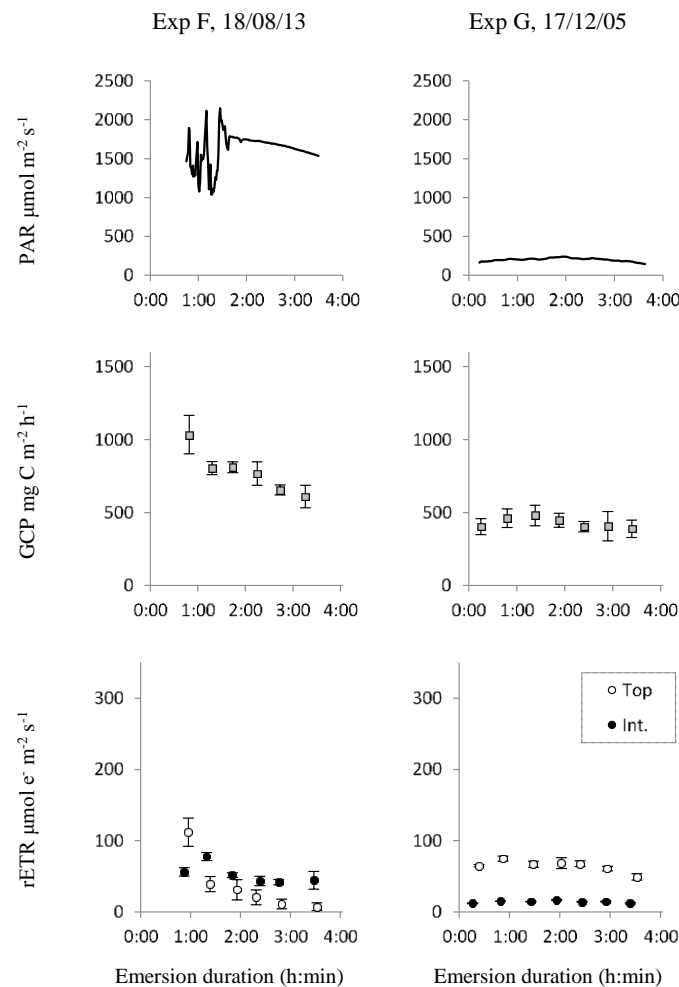 Exp F, 18/08/13 Exp G, 17/12/05
PAR µmol m-2 s-1
2500 2500
2000 2000
1500 1500
1000 1000
500 500
0 0
0:00 1:00 2:00 3:00 4:00 0:00 1:00 2:00 3:00 4:00
GCP mg C m-2 h-1
1500 1500
1000 1000
500 500
0 0
0:00 1:00 2:00 3:00 4:00 0:00 1:00 2:00 3:00 4:00
rETR µmol e- m-2 s-1
300 300
200 200
100 100
0 0
0:00 1:00 2:00 3:00 4:00 0:00 1:00 2:00 3:00 4:00
Top
Int.
Emersion duration (h:min) Emersion duration (h:min)